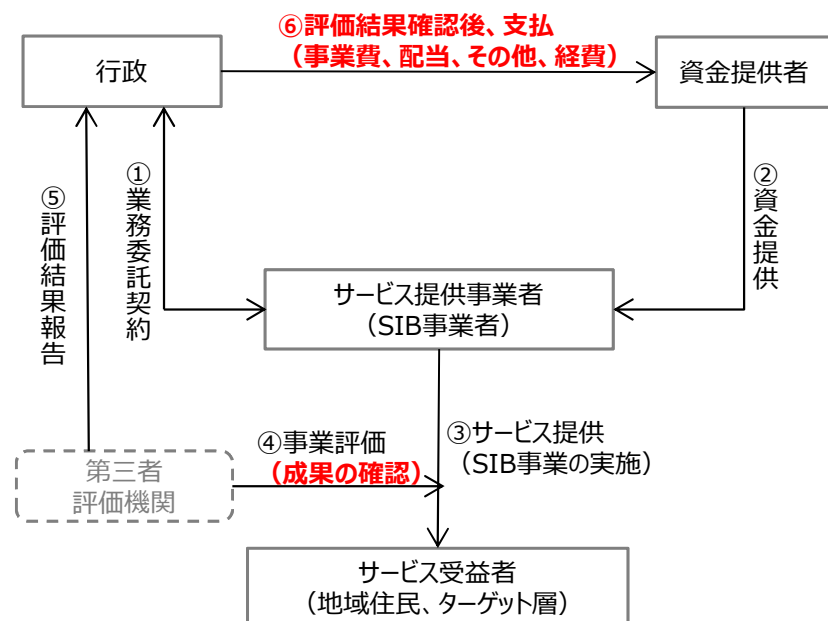 ⑥評価結果確認後、支払
（事業費、配当、その他、経費）
行政
資金提供者
①業務委託契約
②資金提供
⑤評価結果報告
サービス提供事業者
（SIB事業者）
④事業評価
（成果の確認）
③サービス提供
（SIB事業の実施）
第三者
評価機関
サービス受益者
（地域住民、ターゲット層）